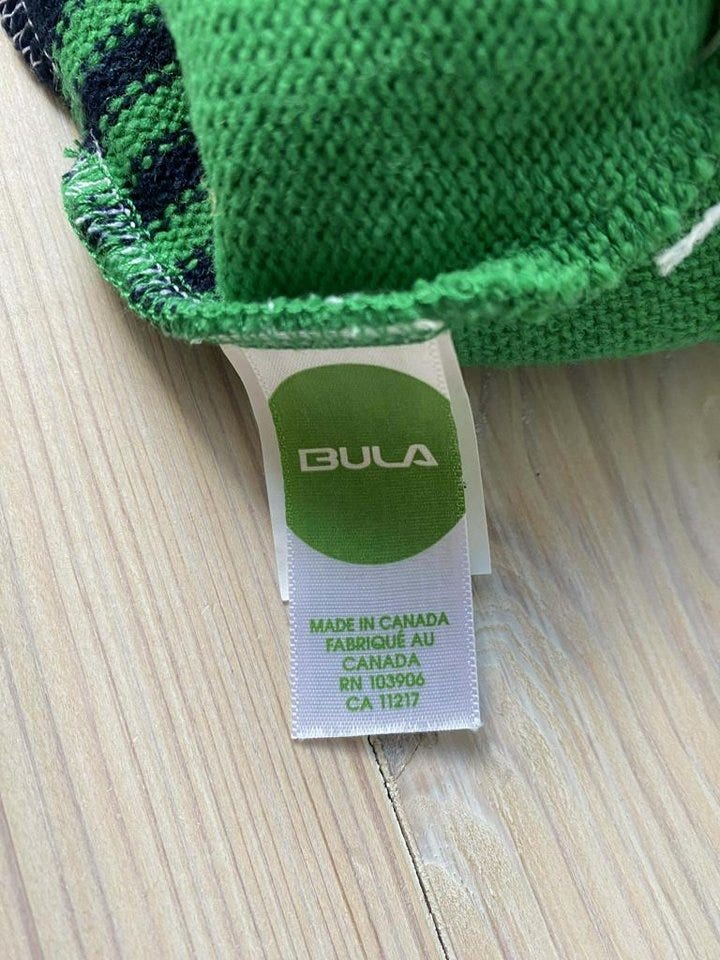 BULA
MADE IN CANADA
FABRIQUÉ AU
CANADA
RN 103906
CA 11217